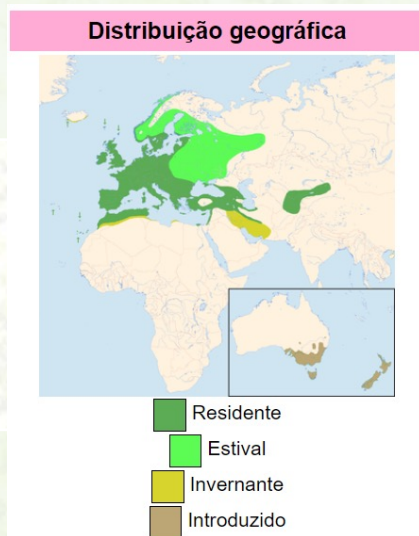 Distribuição geográfica
Residente
Estival
Invernante
Introduzido